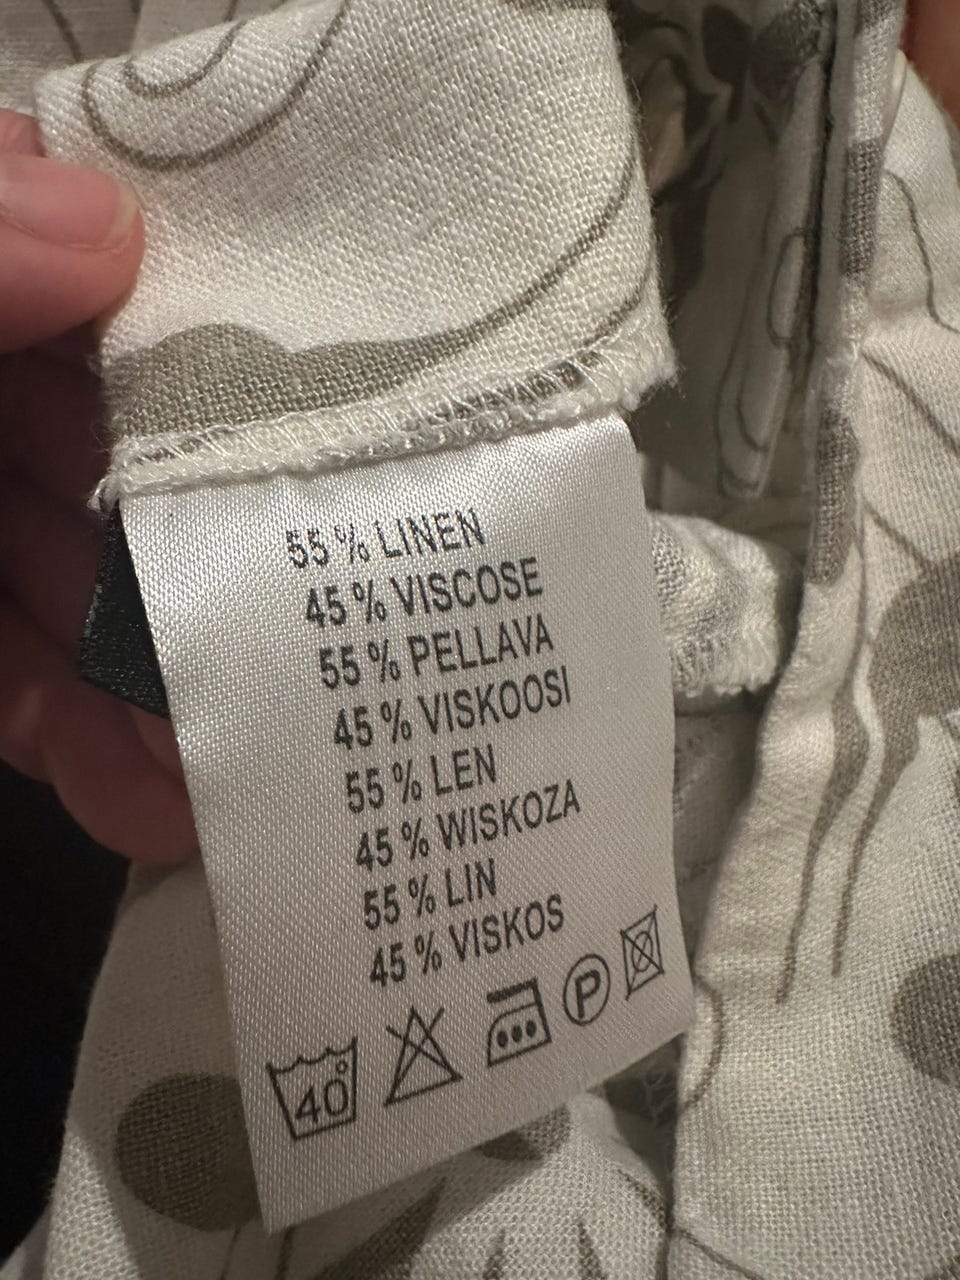 55 % LINEN
45 % VISCOSE
55 % PELLAVA
45 % VISKOOSI
55 % LEN
45 % WISKOZA
55 % LIN
45 % VISKOS
40° P